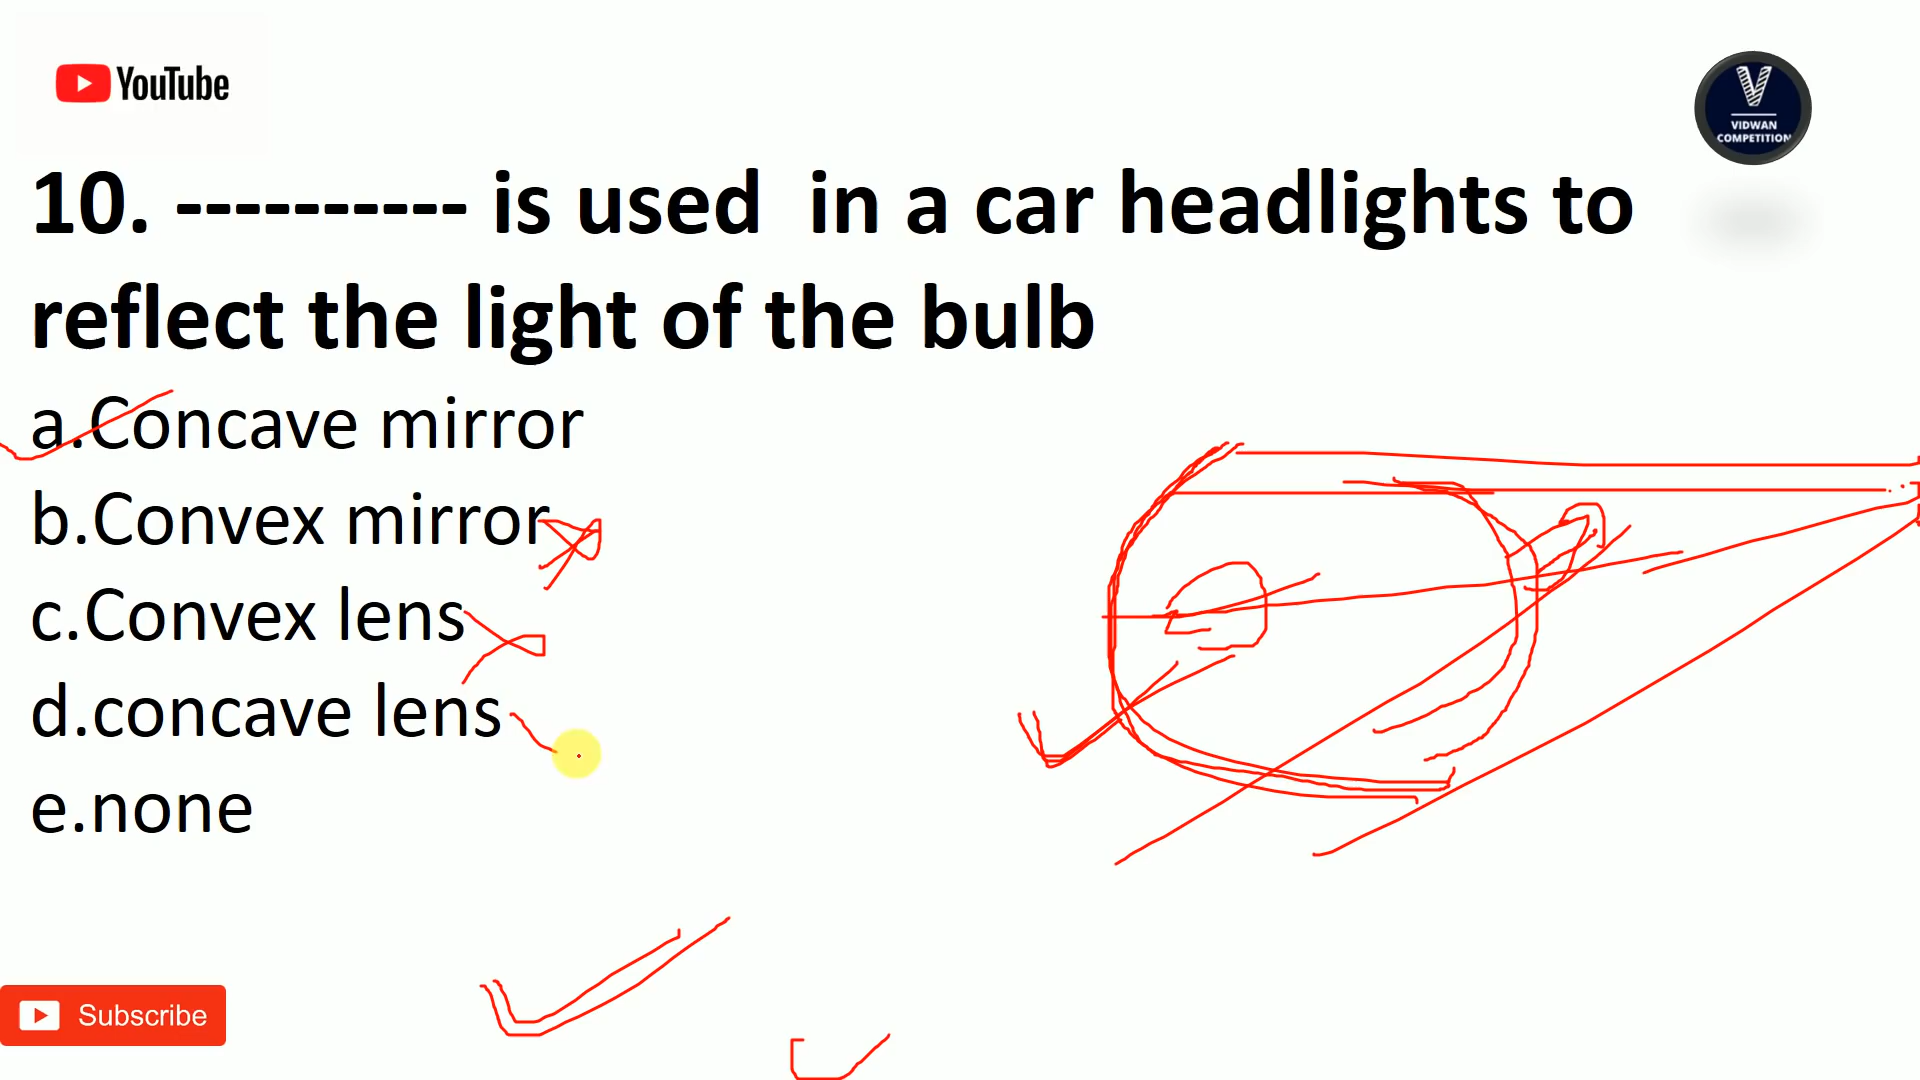 YouTube
V
VIDWAN
COMPETITION
10. ---------- is used  in a car headlights to
reflect the light of the bulb
a.Concave mirror
b.Convex mirror
c.Convex lens
d.concave lens
e.none
Subscribe